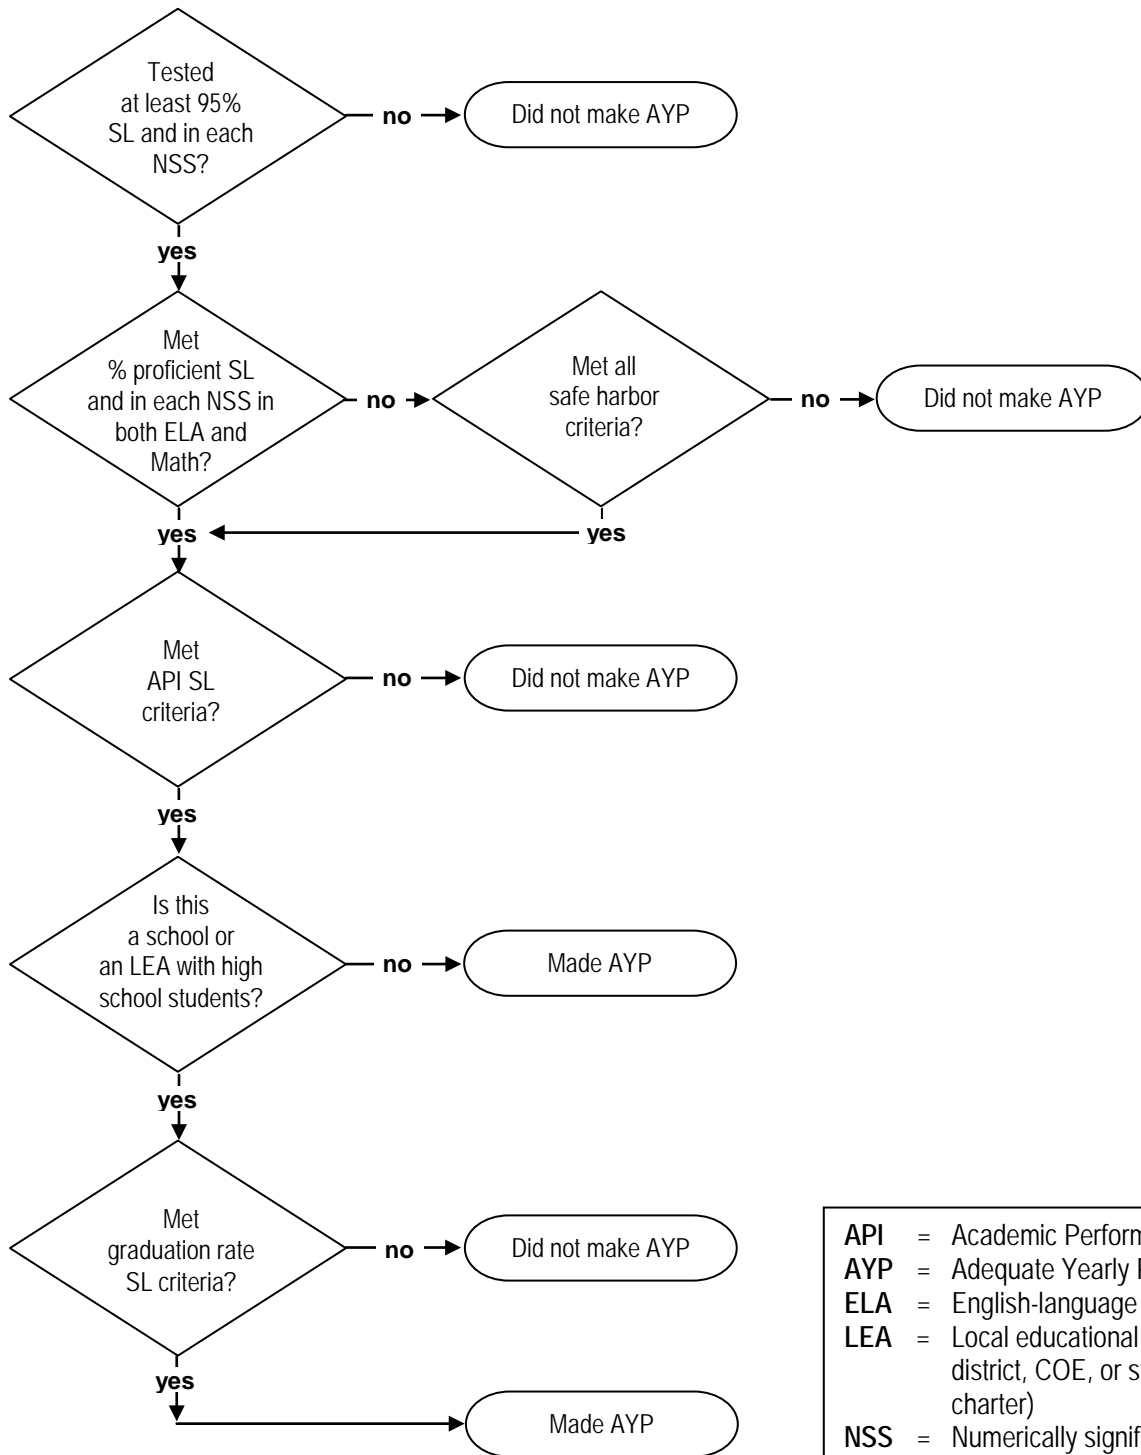 Tested
at least 95%
SL and in each
NSS?
no
Did not make AYP
yes
Met
% proficient SL
and in each NSS in
both ELA and
Math?
no
Met all
safe harbor
criteria?
no
Did not make AYP
yes
yes
Met
API SL
criteria?
no
Did not make AYP
yes
Is this
a school or
an LEA with high
school students?
no
Made AYP
yes
Met
graduation rate
SL criteria?
no
Did not make AYP
yes
Made AYP
API = Academic
AYP = Adequate Yearly
ELA = English-language
LEA = Local educational
district, COE, or
charter)
NSS = Numerically